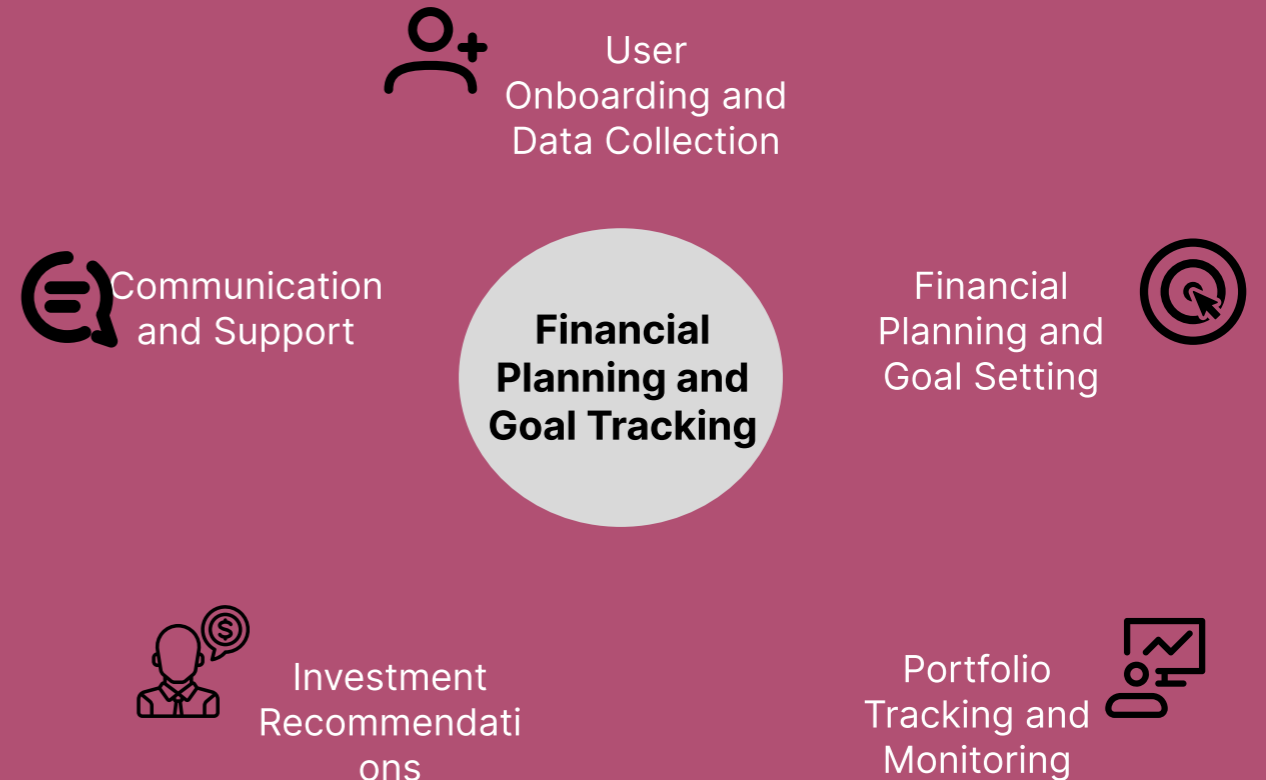 User
Onboarding and
Data Collection
Communication
and Support
Financial
Planning and
Goal Tracking
Financial
Planning and
Goal Setting
Investment
Recommendati
ons
Portfolio
Tracking and
Monitoring
$